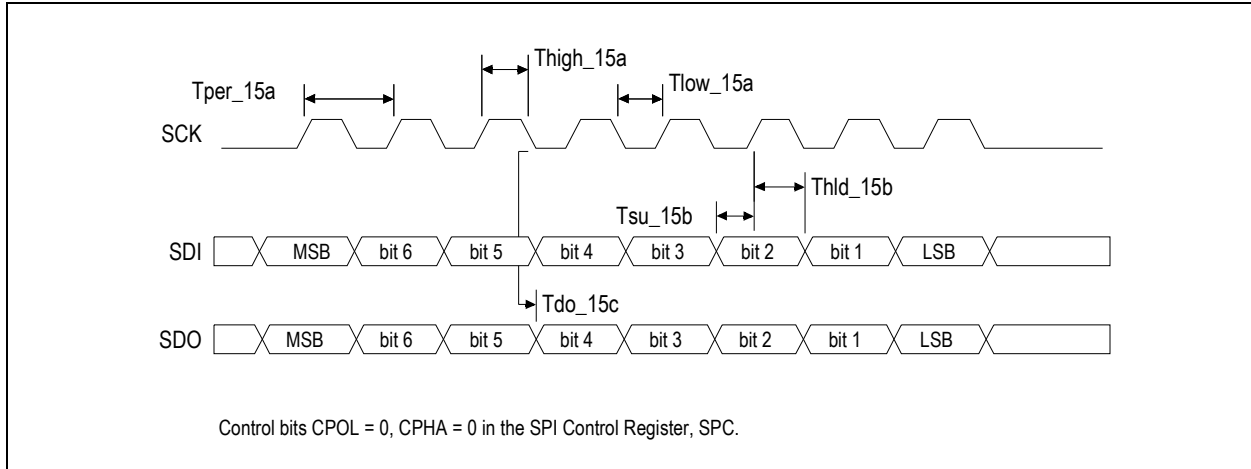 Thigh_15a
Tper_15a
Tlow_15a
SCK
Thld_15b
Tsu_15b
SDI MSB bit 6 bit 5 bit 4 bit 3 bit 2 bit 1 LSB
Tdo_15c
SDO MSB bit 6 bit 5 bit 4 bit 3 bit 2 bit 1 LSB
Control bits CPOL = 0, CPHA = 0 in the SPI Control Register, SPC.